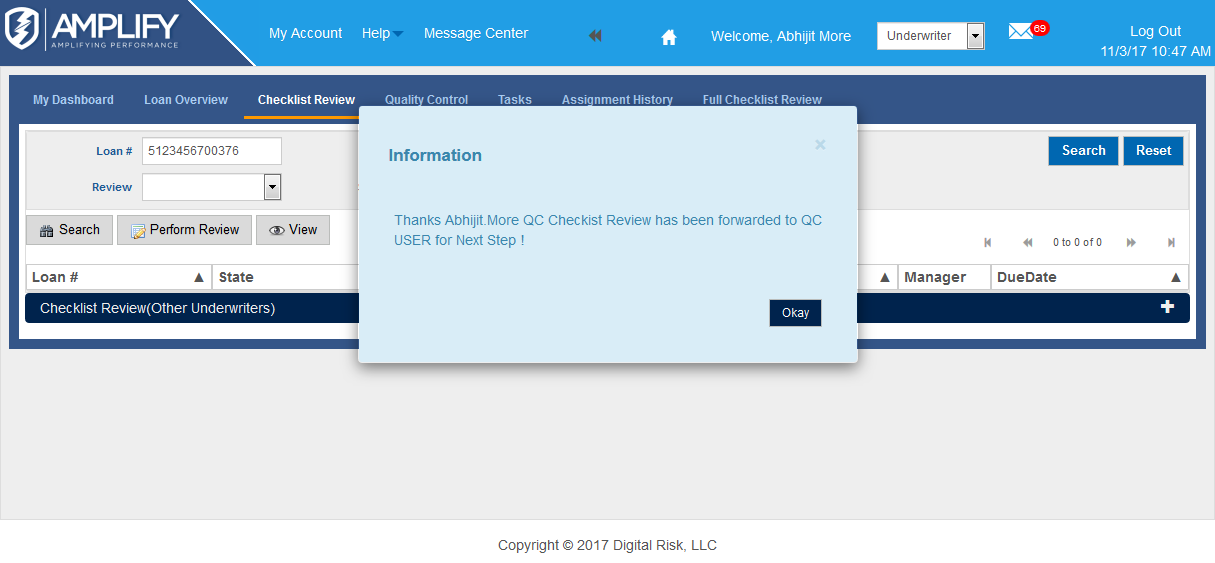 AMPLIFY
AMPLIFYING PERFORMANCE
My Account Help Message Center Welcome, Abhijit More Underwriter 69 Log Out
11/3/17 10:47 AM
My Dashboard Loan Overview Checklist Review Quality Control Tasks Assignment History Full Checklist Review
Information ×
Loan # 5123456700376 Search Reset
Review
Thanks Abhijit.More QC Checkist Review has been forwarded to QC
USER for Next Step !
Search Perform Review View
0 to 0 of 0
Loan # State Manager DueDate
Checklist Review(Other Underwriters)
Okay
Copyright © 2017 Digital Risk, LLC